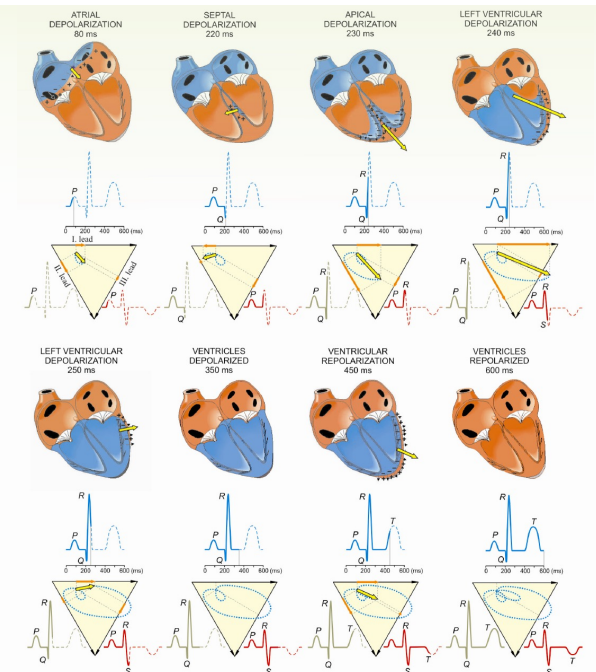 ATRIAL
DEPOLARIZATION
80 ms
SEPTAL
DEPOLARIZATION
220 ms
APICAL
DEPOLARIZATION
230 ms
LEFT VENTRICULAR
DEPOLARIZATION
240 ms
P
P
Q
R
P
Q
R
P
Q
0 200 400 600 (ms)
0 200 400 600 (ms)
0 200 400 600 (ms)
0 200 400 600 (ms)
I. lead
II. lead
III. lead
P
P
P
Q
P
R
P
Q
P
R
R
P
Q
P
R
S
LEFT VENTRICULAR
DEPOLARIZATION
250 ms
VENTRICLES
DEPOLARIZED
350 ms
VENTRICULAR
REPOLARIZATION
450 ms
VENTRICLES
REPOLARIZED
600 ms
R
P
Q
R
P
Q
R
P
T
Q
R
P
T
Q
0 200 400 600 (ms)
0 200 400 600 (ms)
0 200 400 600 (ms)
0 200 400 600 (ms)
R
P
Q
P
R
S
R
P
Q
P
R
S
R
P
T
Q
P
R
S
T
R
P
T
Q
P
R
S
T